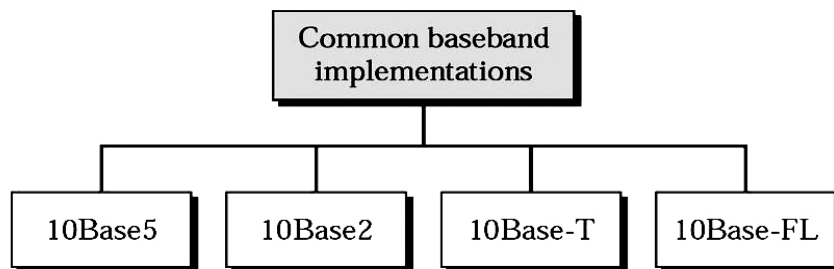 Common baseband
implementations
10Base5
10Base2
10Base-T
10Base-FL